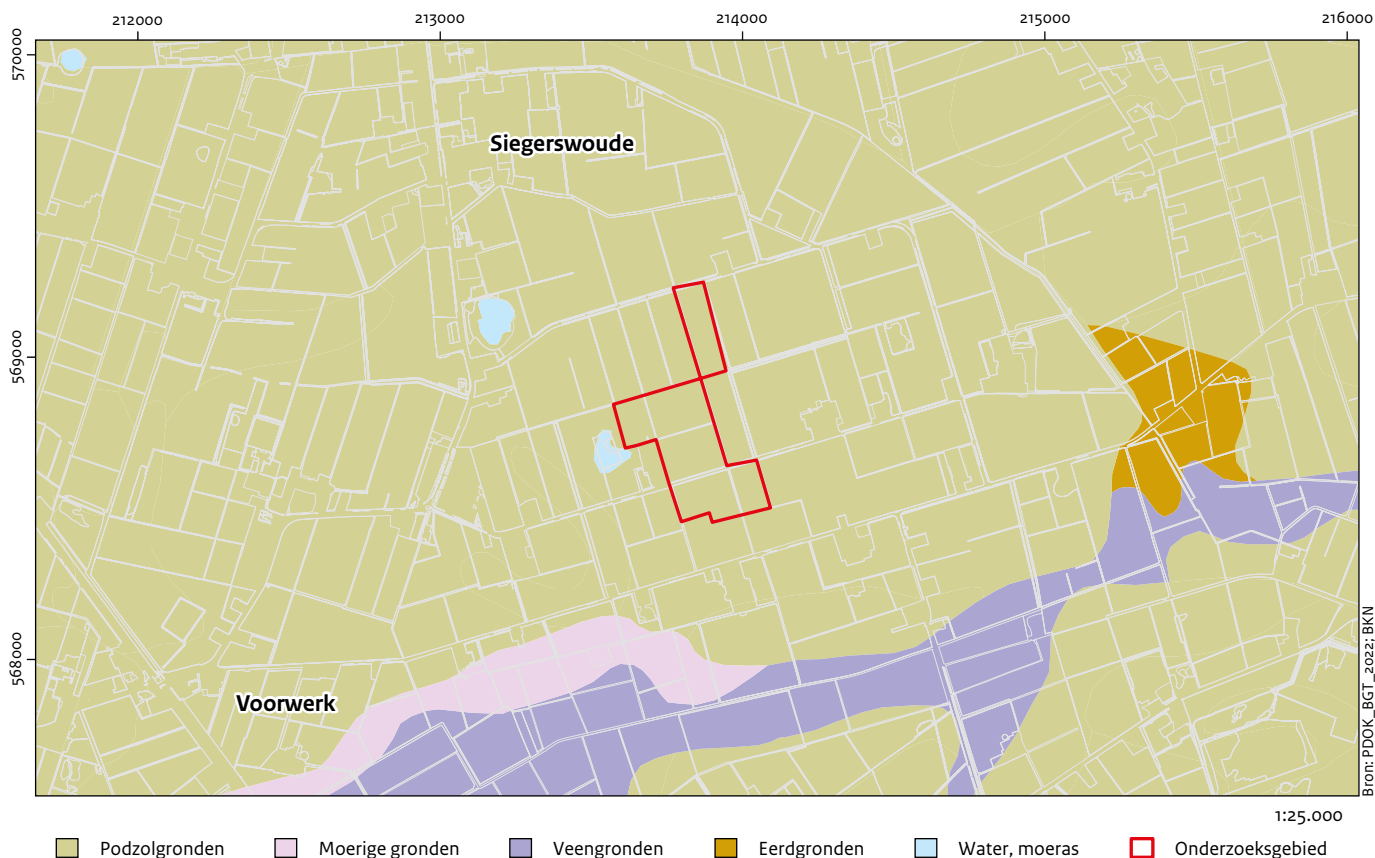 212000 213000 214000 215000 216000
570000
Siegerswoude
569000
568000
Voorwerk
Bron: PDOK_BGT_2022; BKN
1:25.000
Podzolgronden Moerige gronden Veengronden Eerdgronden Water, moeras Onderzoeksgebied